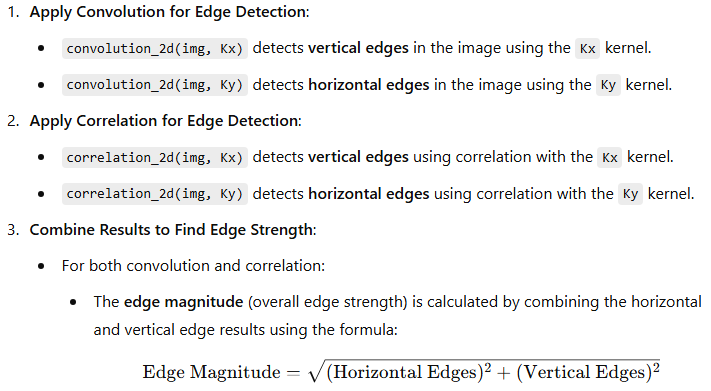 1. Apply Convolution for Edge Detection:
• convolution_2d(img, Kx) detects vertical edges in the image using the Kx kernel.
• convolution_2d(img, Ky) detects horizontal edges in the image using the Ky kernel.
2. Apply Correlation for Edge Detection:
• correlation_2d(img, Kx) detects vertical edges using correlation with the Kx kernel.
• correlation_2d(img, Ky) detects horizontal edges using correlation with the Ky kernel.
3. Combine Results to Find Edge Strength:
• For both convolution and correlation:
• The edge magnitude (overall edge strength) is calculated by combining the horizontal
and vertical edge results using the formula:
Edge Magnitude = √(Horizontal Edges)² + (Vertical Edges)²